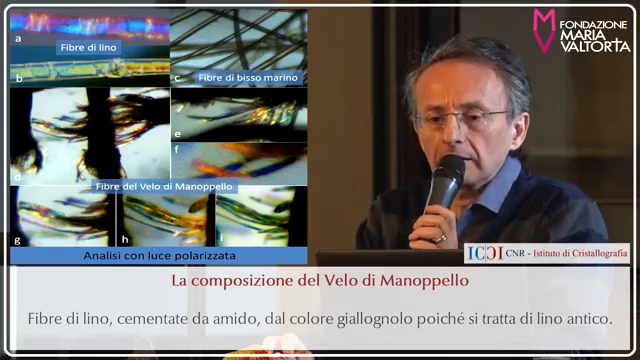 a
Fibre di lino
b
c
Fibre di bisso marino
d
e
f
Fibre del Velo di Manoppello
g
h
i
Analisi con luce polarizzata
FONDAZIONE
MARIA
VALTORTA
IC CNR - Istituto di Cristallografia
La composizione del Velo di Manoppello
Fibre di lino, cementate da amido, dal colore giallognolo poiché si tratta di lino antico.